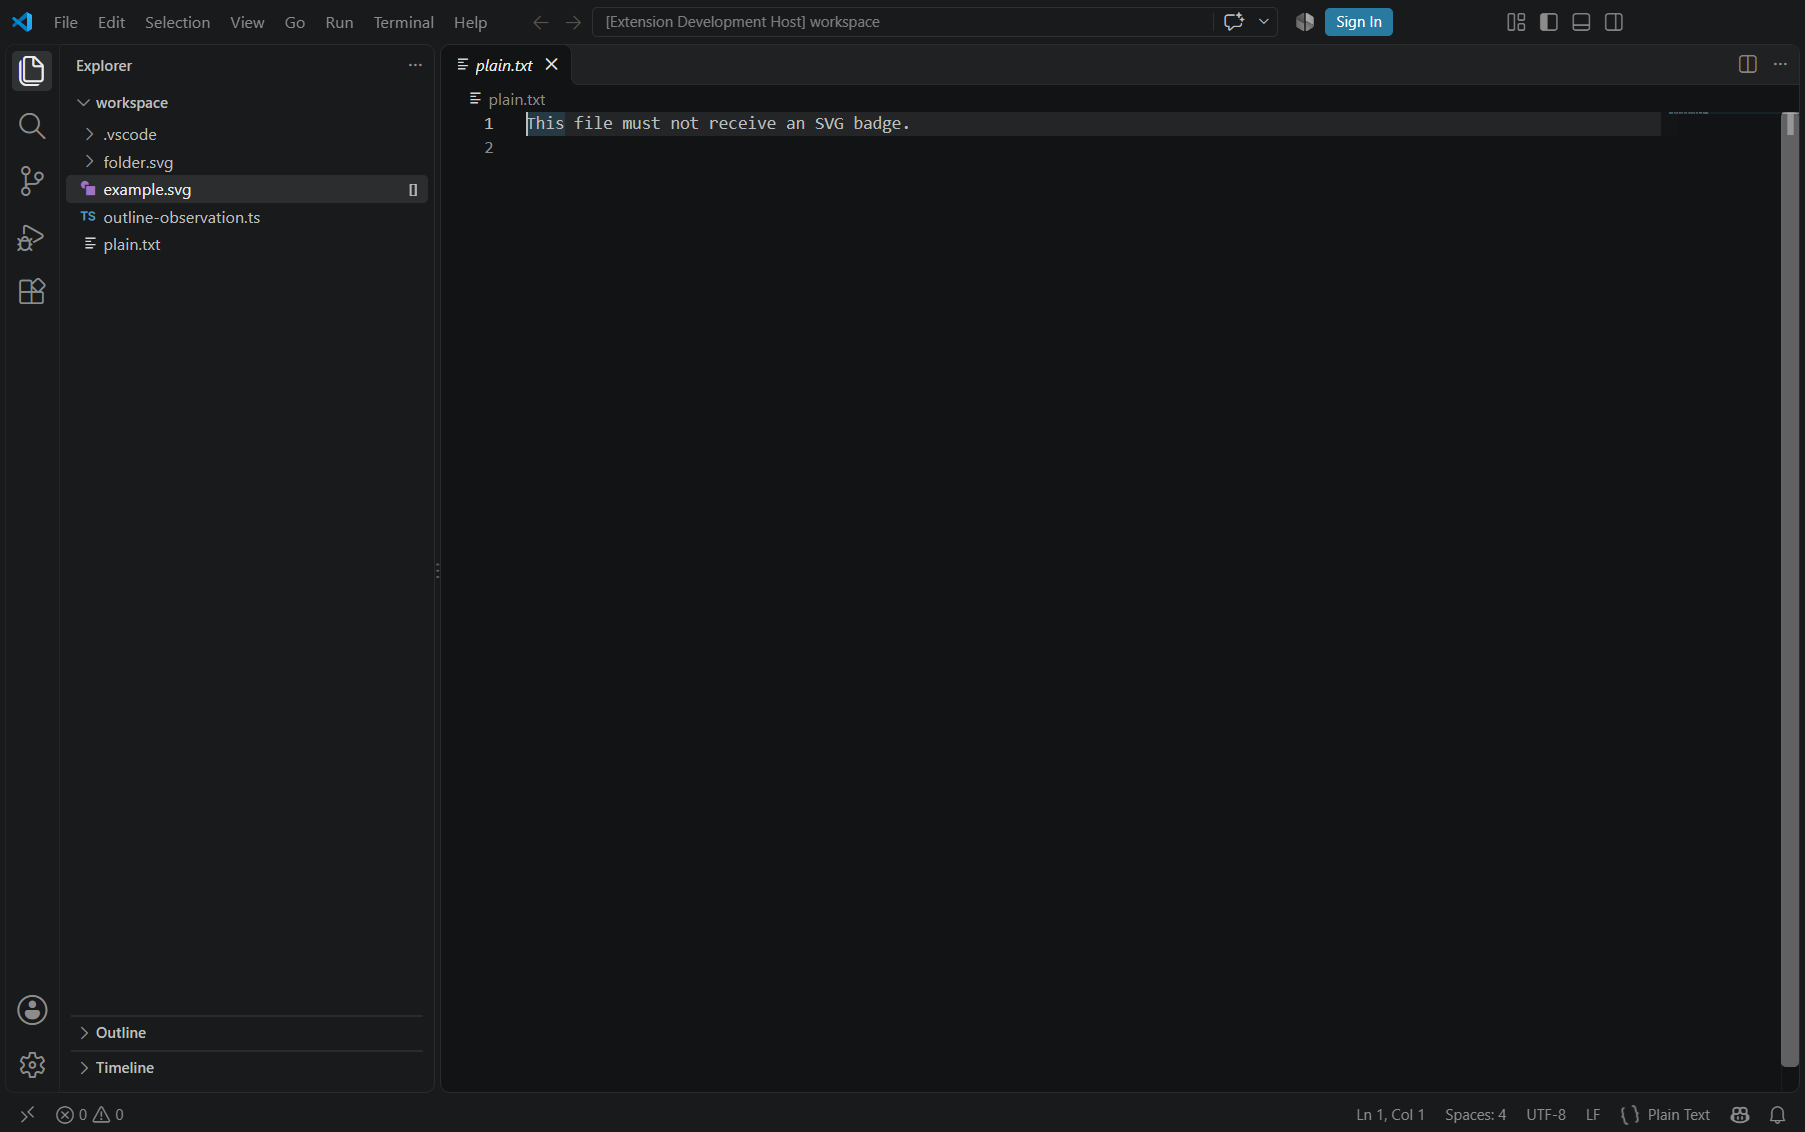 File Edit Selection View Go Run Terminal Help
[Extension Development Host] workspace
Sign In
Explorer
workspace
.vscode
folder.svg
example.svg []
TS outline-observation.ts
plain.txt
Outline
Timeline
plain.txt
plain.txt
1 This file must not receive an SVG badge.
2
0 0
Ln 1, Col 1 Spaces: 4 UTF-8 LF { } Plain Text